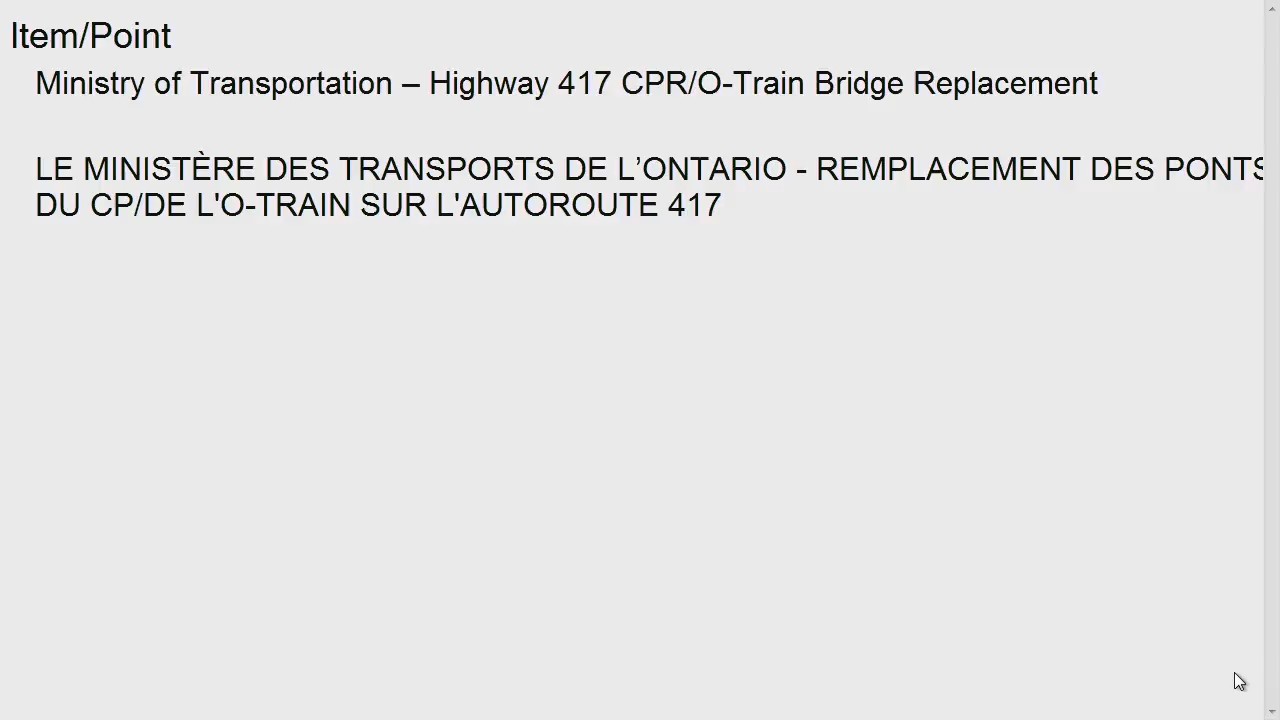 Item/Point
Ministry of Transportation – Highway 417 CPR/O-Train Bridge Replacement
LE MINISTÈRE DES TRANSPORTS DE L’ONTARIO - REMPLACEMENT DES PONTS
DU CP/DE L'O-TRAIN SUR L'AUTOROUTE 417